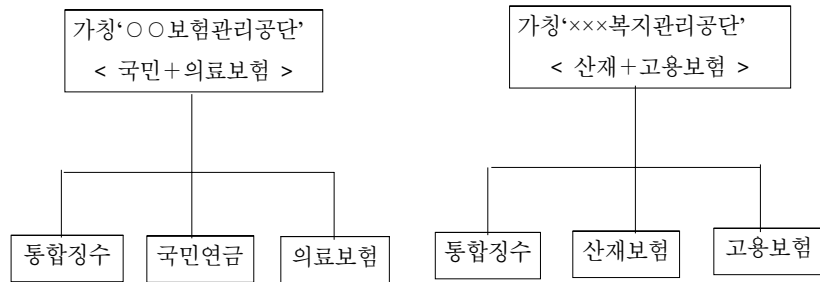 가칭‘○○보험관리공단’
< 국민+의료보험 >
통합징수
국민연금
의료보험
가칭‘×××복지관리공단’
< 산재+고용보험 >
통합징수
산재보험
고용보험